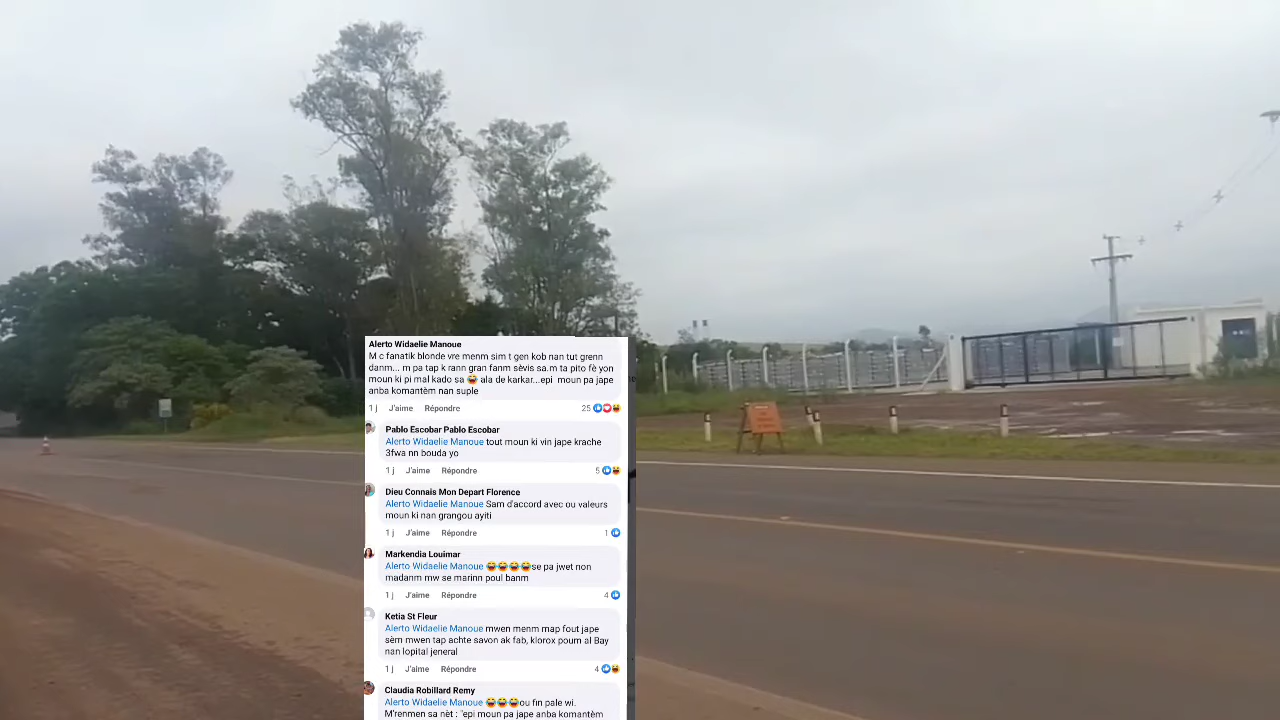 Alerto Widaelie Manoue
M c fanatik blonde vre menm sim t gen kob nan tut grenn
danm... m pa tap k rann gran fanm sèvis sa.m ta pito fè yon
moun ki pi mal kado sa 😂 ala de karkar...epi moun pa jape
anba komantèm nan suple
1 j J'aime Répondre 25
Pablo Escobar Pablo Escobar
Alerto Widaelie Manoue tout moun ki vin jape krache
3fwa nn bouda yo
1 j J'aime Répondre 5
Dieu Connais Mon Depart Florence
Alerto Widaelie Manoue Sam d'accord avec ou valeurs
moun ki nan grangou ayiti
1 j J'aime Répondre 1
Markendia Louimar
Alerto Widaelie Manoue 😂😂😂😂se pa jwet non
madanm mw se marinn poul banm
1 j J'aime Répondre 4
Ketia St Fleur
Alerto Widaelie Manoue mwen menm map fout jape
sèm mwen tap achte savon ak fab, klorox poum al Bay
nan lopital jeneral
1 j J'aime Répondre 4
Claudia Robillard Remy
Alerto Widaelie Manoue 😂😂😂ou fin pale wi.
M'renmen sa nèt : "epi moun pa jape anba komantèm